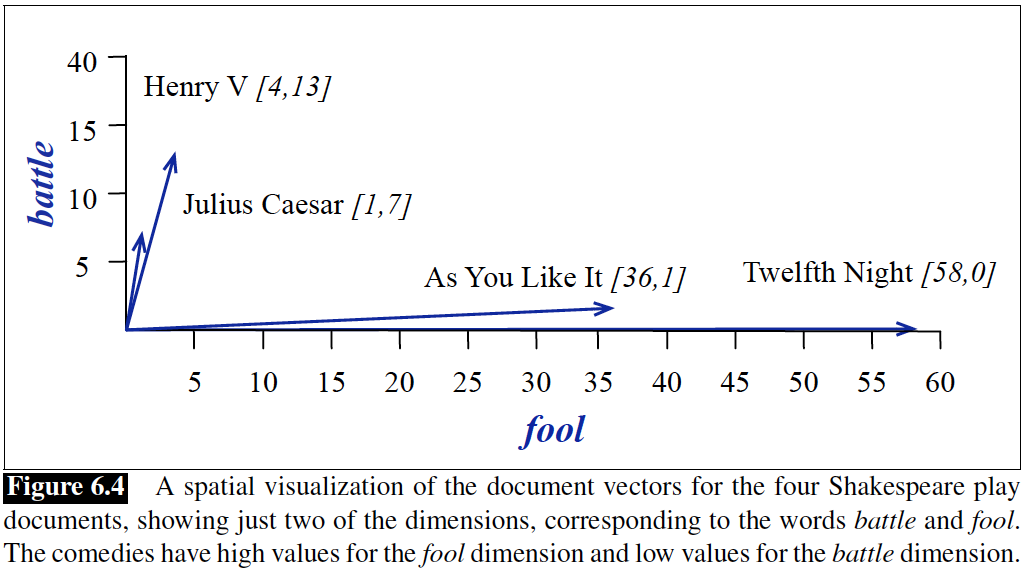 40
Henry V [4,13]
15
battle
10
Julius Caesar [1,7]
5
As You Like It [36,1]
Twelfth Night [58,0]
5 10 15 20 25 30 35 40 45 50 55 60
fool
Figure 6.4 A spatial visualization of the document vectors for the four Shakespeare play
documents, showing just two of the dimensions, corresponding to the words battle and fool.
The comedies have high values for the fool dimension and low values for the battle dimension.